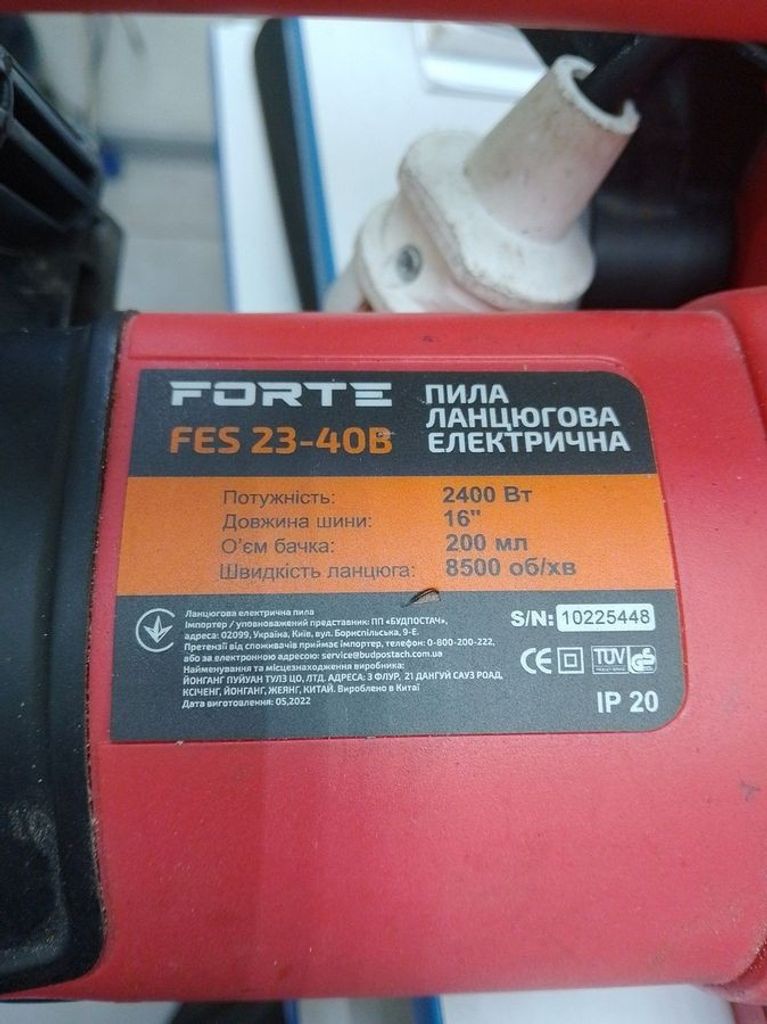 FORTE
FES 23-40B
ПИЛА
ЛАНЦЮГОВА
ЕЛЕКТРИЧНА
Потужність: 2400 Вт
Довжина шини: 16"
О'єм бачка: 200 мл
Швидкість ланцюга: 8500 об/хв
Ланцюгова електрична пила
Імпортер / уповноважений представник: ПП «БУДПОСТАЧ»,
адреса: 02099, Україна, Київ, вул. Бориспільська, 9-Е.
Претензії від споживачів приймає імпортер, телефон: 0-800-200-222,
або за електронною адресою: service@budpostach.com.ua
Найменування та місцезнаходження виробника:
ЙОНГАНГ ПУЙУАН ТУЛЗ ЦО, ЛТД. АДРЕСА: 3 ФЛУР, 21 ДАНГУЙ САУЗ РОАД,
КСІЧЕНГ, ЙОНГАНГ, ЖЕЯНГ, КИТАЙ. Вироблено в Китаї
Дата виготовлення: 05,2022
S/N: 10225448
CE TÜV GS
IP 20